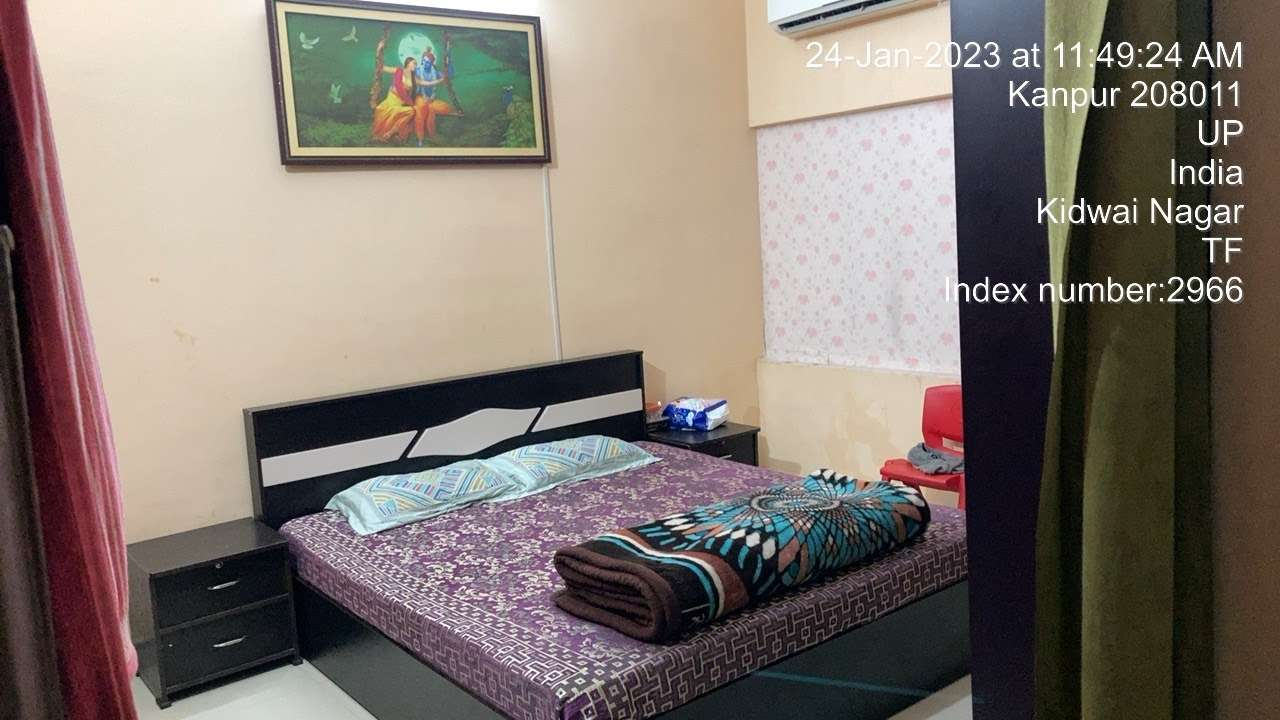 24-Jan-2023 at 11:49:24 AM
Kanpur 208011
UP
India
Kidwai Nagar
TF
Index number:2966